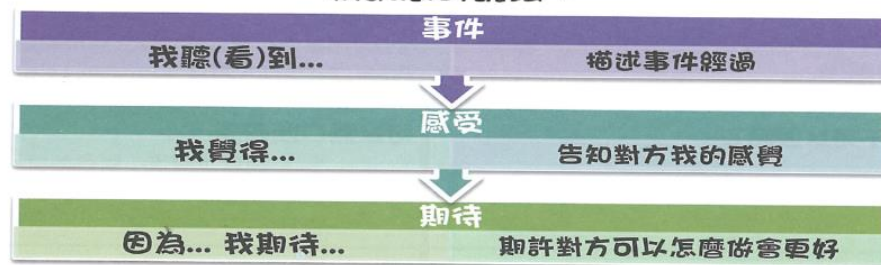 事件
我聽(看)到... 描述事件經過
感受
我覺得... 告知對方我的感覺
期待
因為... 我期待... 期許對方可以怎麼做會更好